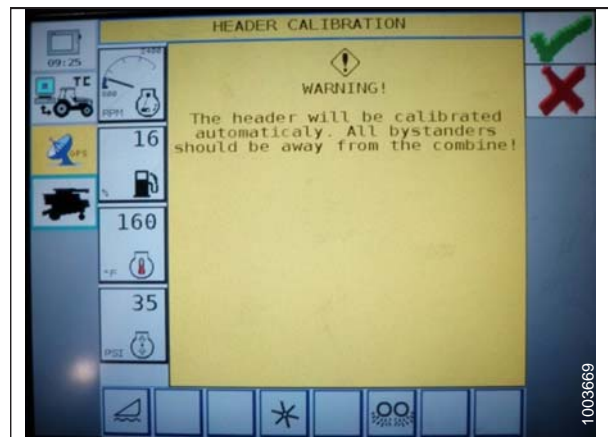 HEADER CALIBRATION
09:25
TC
GPS
RPM
16
%
160
°F
35
PSI
WARNING!
The header will be calibrated
automaticaly. All bystanders
should be away from the combine!
1003669